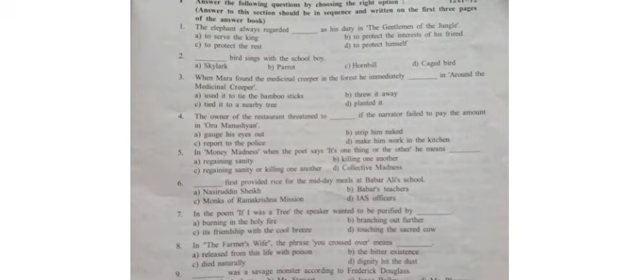 Answer the following questions by choosing the right option :
(Answer to this section should be in sequence and written on the first three pages
of the answer book)
1. The elephant always regarded ______ as his duty in 'The Gentlemen of the Jungle'.
a) to serve the king b) to protect the interests of his friend
c) to protect the rest d) to protect himself
2. ______ bird sings with the school boy.
a) Skylark b) Parrot c) Hornbill d) Caged bird
3. When Mara found the medicinal creeper in the forest he immediately ______ in 'Around the
Medicinal Creeper'.
a) used it to tie the bamboo sticks b) threw it away
c) tied it to a nearby tree d) planted it
4. The owner of the restaurant threatened to ______ if the narrator failed to pay the amount
in 'Oru Manushyan'.
a) gauge his eyes out b) strip him naked
c) report to the police d) make him work in the kitchen
5. In 'Money Madness' when the poet says 'It's one thing or the other' he means ______
a) regaining sanity b) killing one another
c) regaining sanity or killing one another d) Collective Madness.
6. ______ first provided rice for the mid-day meals at Babar Ali's school.
a) Nasiruddin Sheikh b) Babar's teachers
c) Monks of Ramakrishna Mission d) IAS officers
7. In the poem 'If I was a Tree' the speaker wanted to be purified by ______
a) burning in the holy fire b) branching out further
c) its friendship with the cool breeze d) touching the sacred cow
8. In "The Farmer's Wife", the phrase 'you crossed over' means ______
a) released from this life with poison b) the bitter existence
c) died naturally d) dignity bit the dust
9. ______ was a savage monster according to Frederick Douglass.